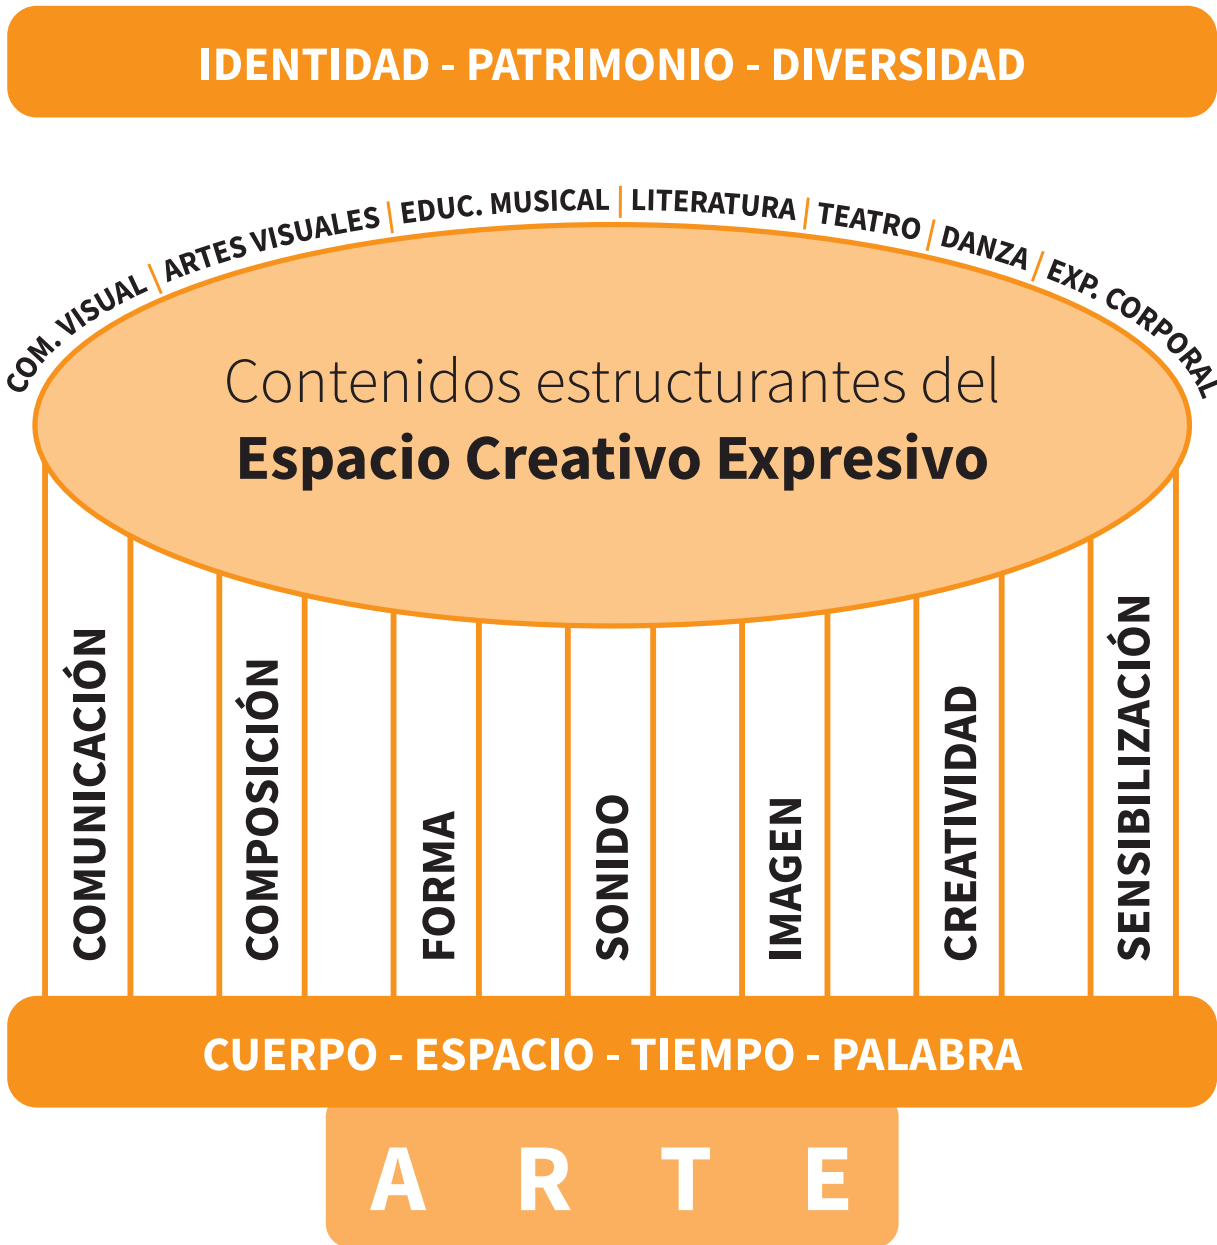 IDENTIDAD - PATRIMONIO - DIVERSIDAD
COM. VISUAL | ARTES VISUALES | EDUC. MUSICAL | LITERATURA | TEATRO | DANZA | EXP. CORPORAL
Contenidos estructurantes del
Espacio Creativo Expresivo
COMUNICACIÓN
COMPOSICIÓN
FORMA
SONIDO
IMAGEN
CREATIVIDAD
SENSIBILIZACIÓN
CUERPO - ESPACIO - TIEMPO - PALABRA
A R T E